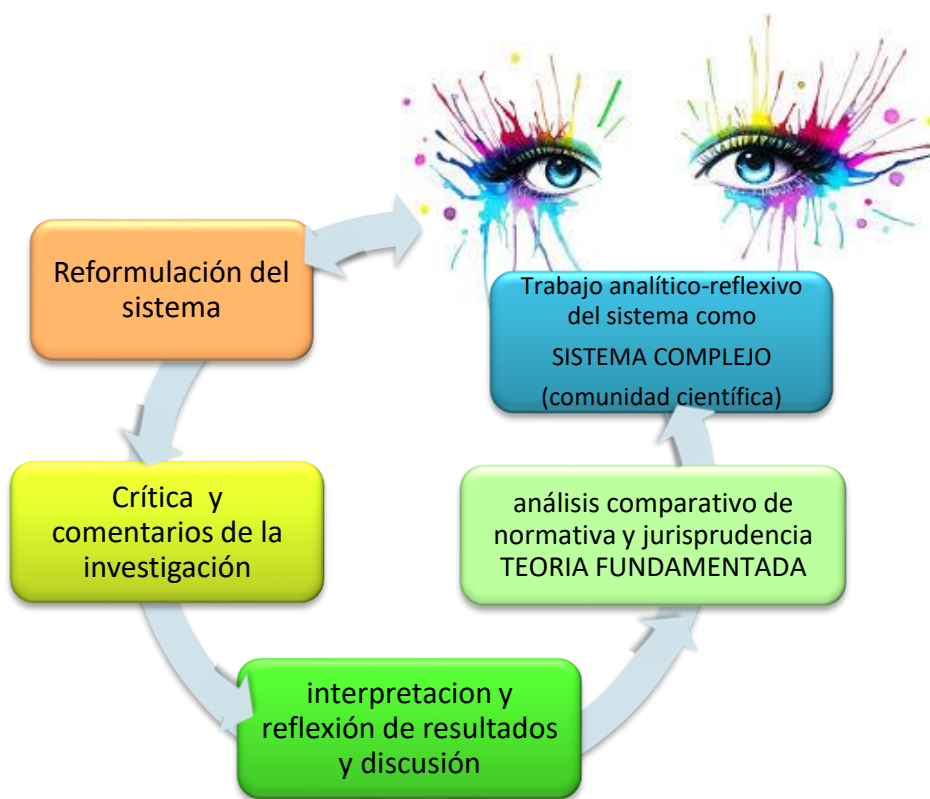 Reformulación del
sistema
Trabajo analítico-reflexivo
del sistema como
SISTEMA COMPLEJO
(comunidad científica)
Crítica y
comentarios de la
investigación
análisis comparativo de
normativa y jurisprudencia
TEORIA FUNDAMENTADA
interpretacion y
reflexión de resultados
y discusión